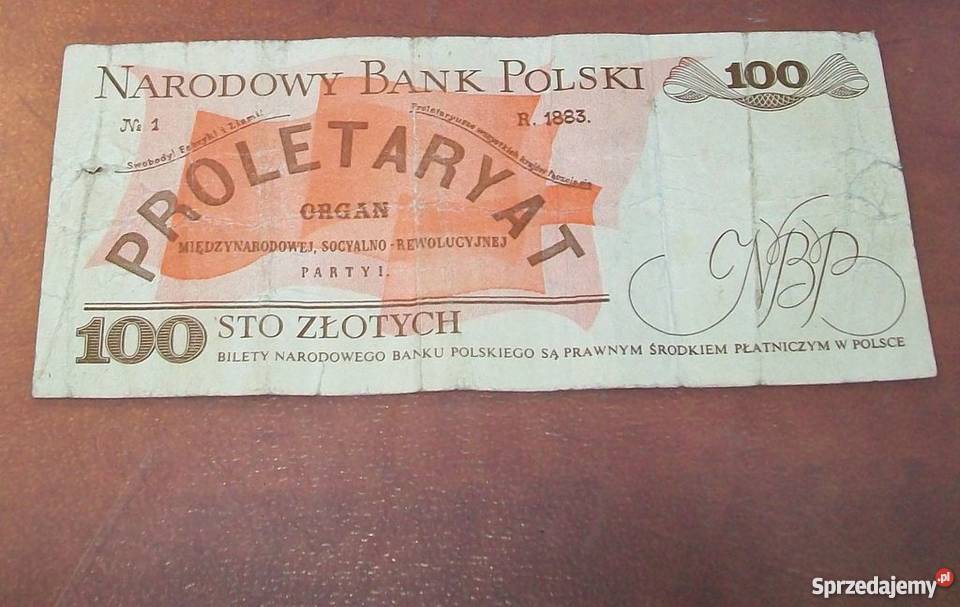 NARODOWY BANK POLSKI
100
№ 1
R. 1883.
Swobody! Fabryki i Ziemi!
Proletaryusze wszystkich krajów łączcie się
PROLETARYAT
ORGAN
MIĘDZYNARODOWEJ, SOCYALNO-REWOLUCYJNEJ
PARTYI.
NBP
100 STO ZŁOTYCH
BILETY NARODOWEGO BANKU POLSKIEGO SĄ PRAWNYM ŚRODKIEM PŁATNICZYM W POLSCE
Sprzedajemy.pl